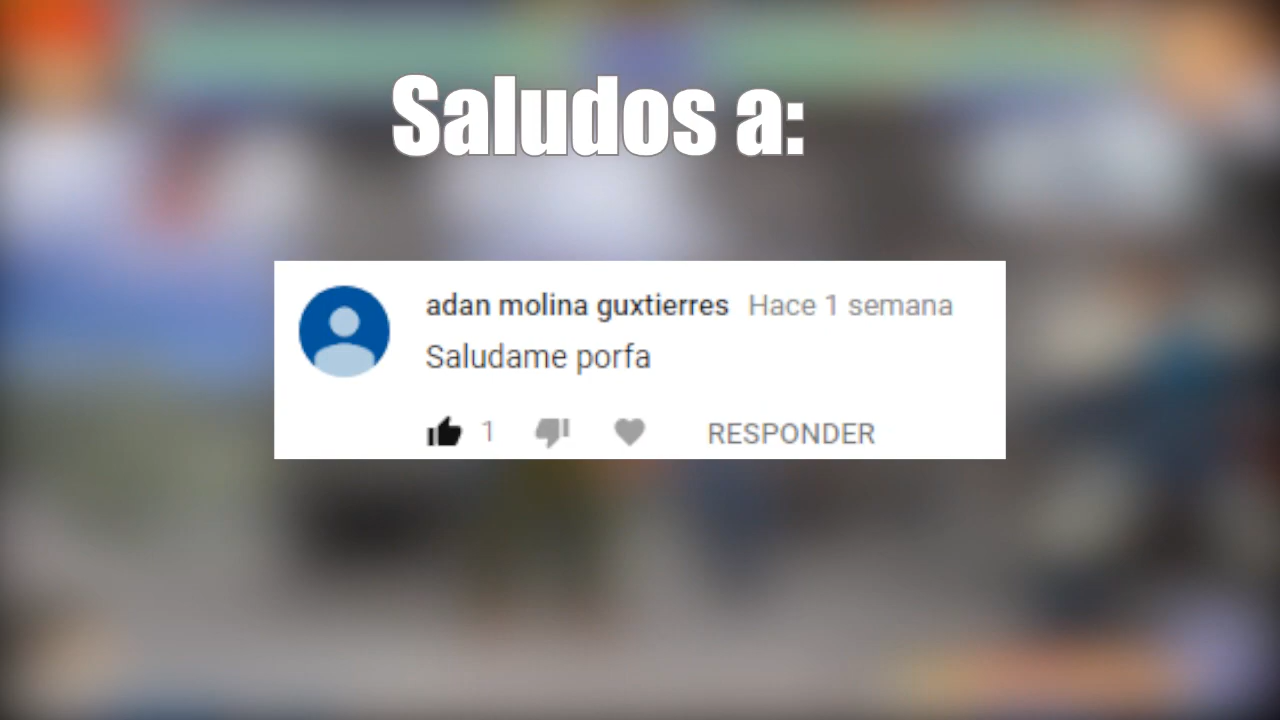 Saludos a:
adan molina guxtierres Hace 1 semana
Saludame porfa
1 RESPONDER